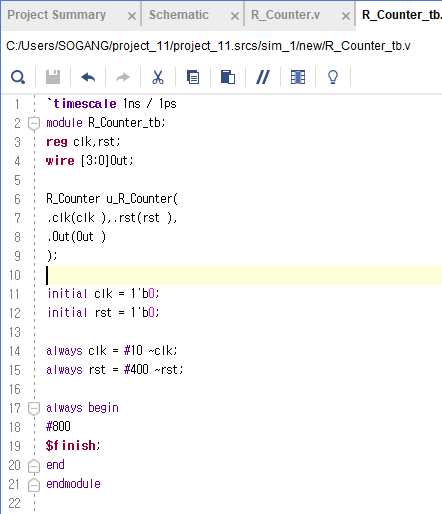 Project Summary × Schematic × R_Counter.v × R_Counter_tb.
C:/Users/SOGANG/project_11/project_11.srcs/sim_1/new/R_Counter_tb.v
1 `timescale 1ns / 1ps
2 module R_Counter_tb;
3 reg clk,rst;
4 wire [3:0]Out;
5
6 R_Counter u_R_Counter(
7 .clk(clk ),.rst(rst ),
8 .Out(Out )
9 );
10
11 initial clk = 1'b0;
12 initial rst = 1'b0;
13
14 always clk = #10 ~clk;
15 always rst = #400 ~rst;
16
17 always begin
18 #800
19 $finish;
20 end
21 endmodule
22